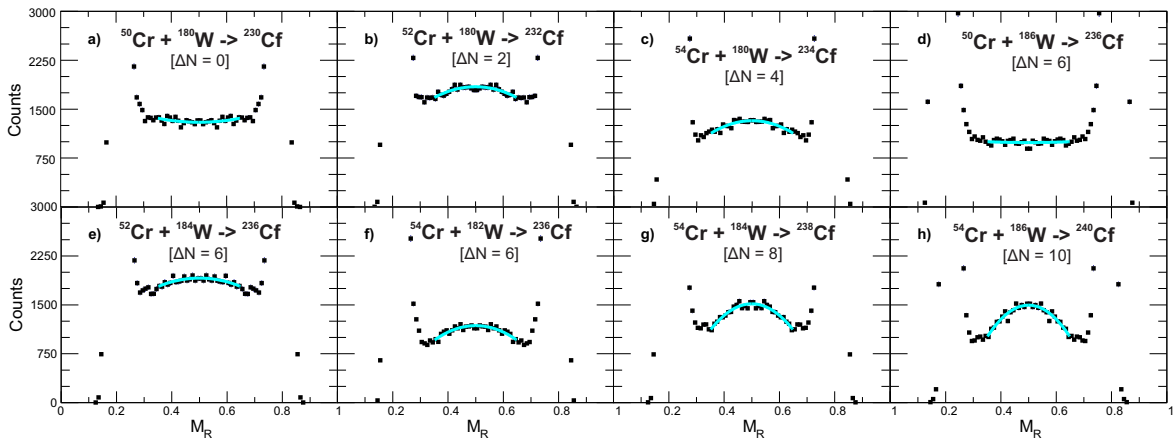 3000
2250
1500
750
3000
Counts
a) ⁵⁰Cr + ¹⁸⁰W -> ²³⁰Cf
[ΔN = 0]
b) ⁵²Cr + ¹⁸⁰W -> ²³²Cf
[ΔN = 2]
c) ⁵⁴Cr + ¹⁸⁰W -> ²³⁴Cf
[ΔN = 4]
d) ⁵⁰Cr + ¹⁸⁶W -> ²³⁶Cf
[ΔN = 6]
2250
1500
750
0
Counts
e) ⁵²Cr + ¹⁸⁴W -> ²³⁶Cf
[ΔN = 6]
f) ⁵⁴Cr + ¹⁸²W -> ²³⁶Cf
[ΔN = 6]
g) ⁵⁴Cr + ¹⁸⁴W -> ²³⁸Cf
[ΔN = 8]
h) ⁵⁴Cr + ¹⁸⁶W -> ²⁴⁰Cf
[ΔN = 10]
0 0.2 0.4 0.6 0.8 1 0.2 0.4 0.6 0.8 1 0.2 0.4 0.6 0.8 1 0.2 0.4 0.6 0.8 1
M_R M_R M_R M_R